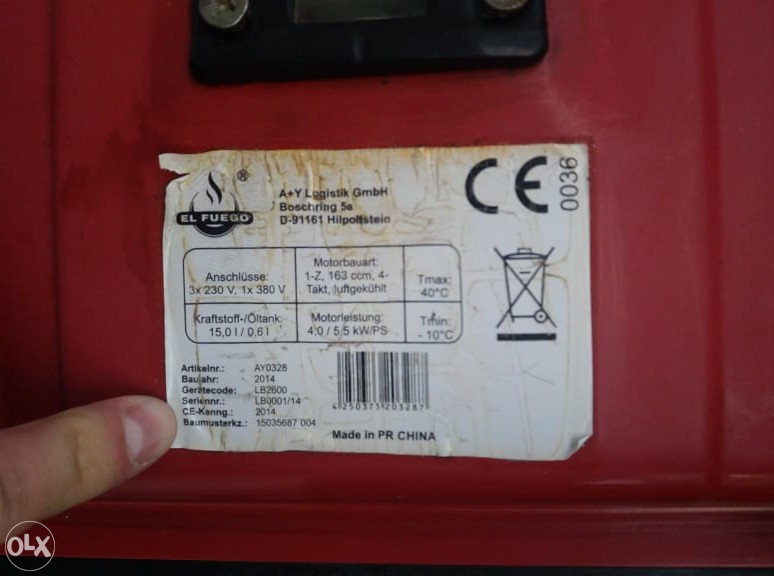 EL FUEGO
®
A+Y Logistik GmbH
Boschring 5a
D-91161 Hilpoltstein
CE
0036
Anschlüsse:
3x 230 V, 1x 380 V
Motorbauart:
1-Z, 163 ccm, 4-
Takt, luftgekühlt
Tmax:
40°C
Kraftstoff-/Öltank:
15,0 l / 0,6 l
Motorleistung:
4,0 / 5,5 kW/PS
Tmin:
- 10°C
Artikelnr.: AY0328
Baujahr: 2014
Gerätecode: LB2600
Seriennr.: LB0001/14
CE-Kenng.: 2014
Baumusterkz.: 15035687 004
4 250373 203287
Made in PR CHINA
OLX